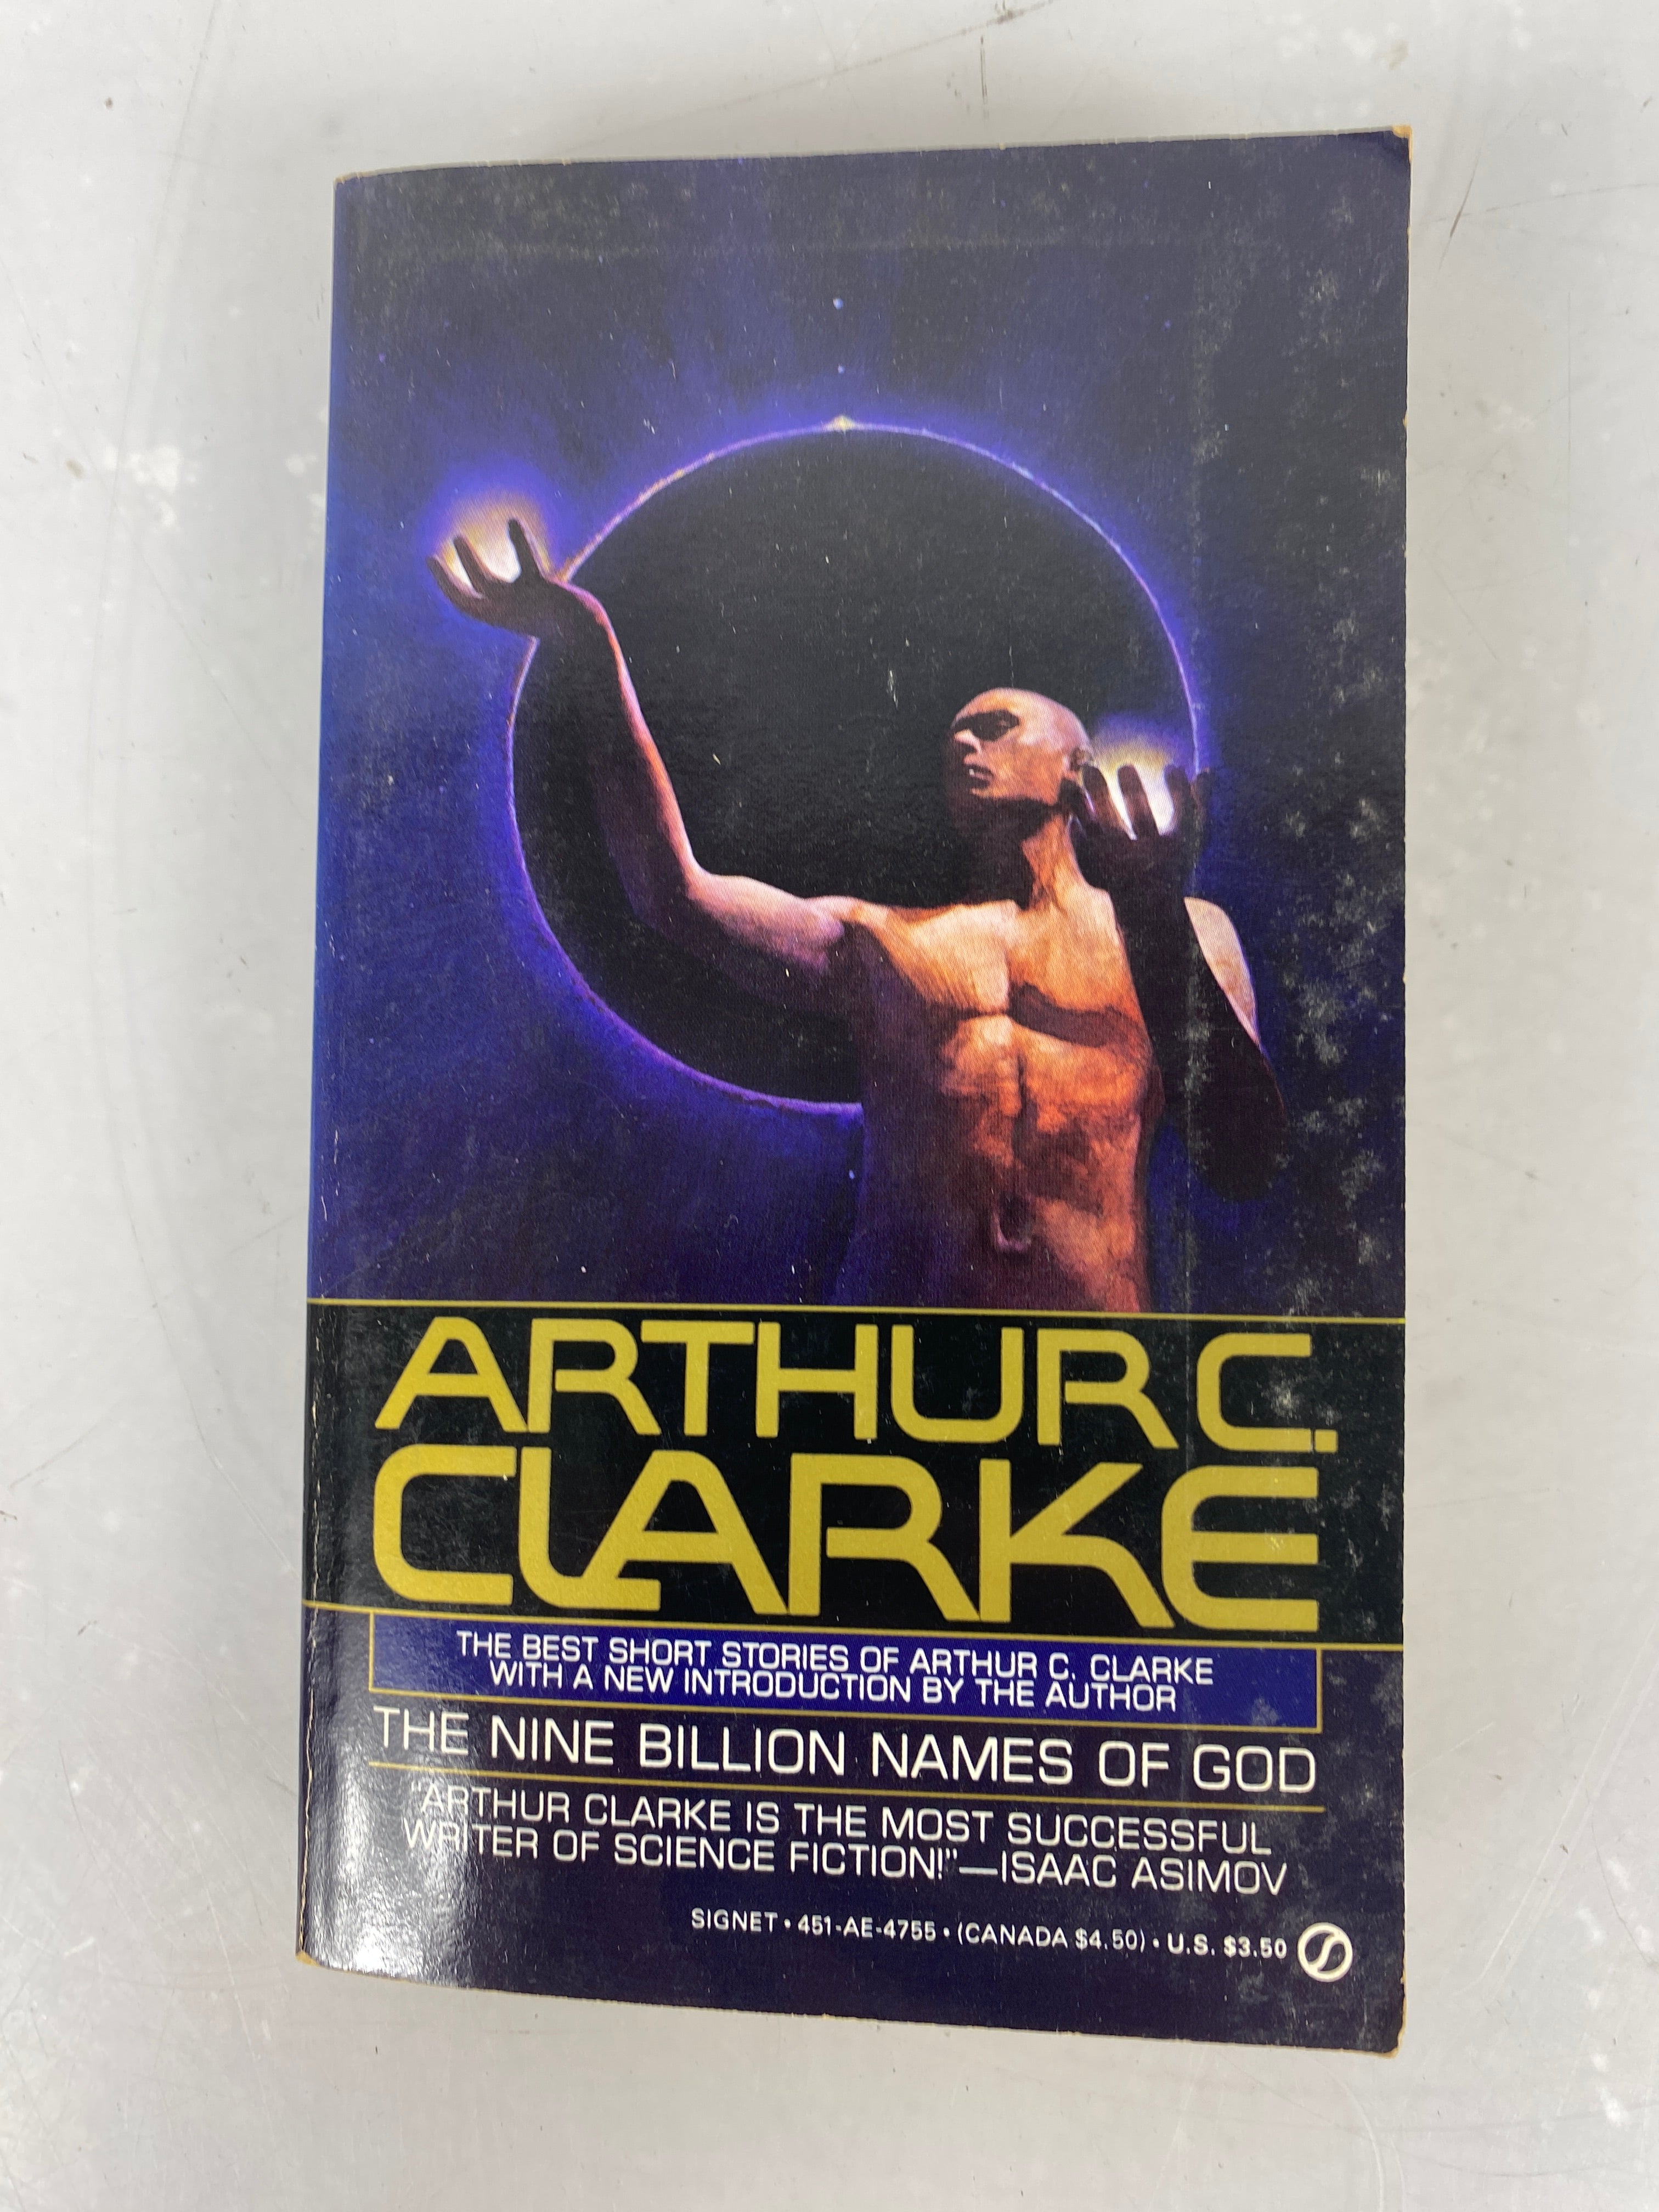 ARTHUR C.
CLARKE
THE BEST SHORT STORIES OF ARTHUR C. CLARKE
WITH A NEW INTRODUCTION BY THE AUTHOR
THE NINE BILLION NAMES OF GOD
"ARTHUR CLARKE IS THE MOST SUCCESSFUL
WRITER OF SCIENCE FICTION!"—ISAAC ASIMOV
SIGNET • 451-AE-4755 • (CANADA $4.50) • U.S. $3.50